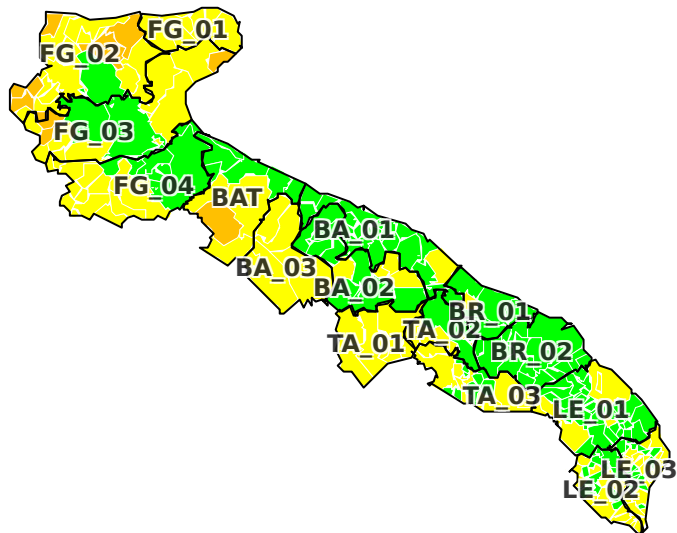 FG_01
FG_02
FG_03
FG_04
BAT
BA_01
BA_03
BA_02
BR_01
TA_02
TA_01
BR_02
TA_03
LE_01
LE_03
LE_02